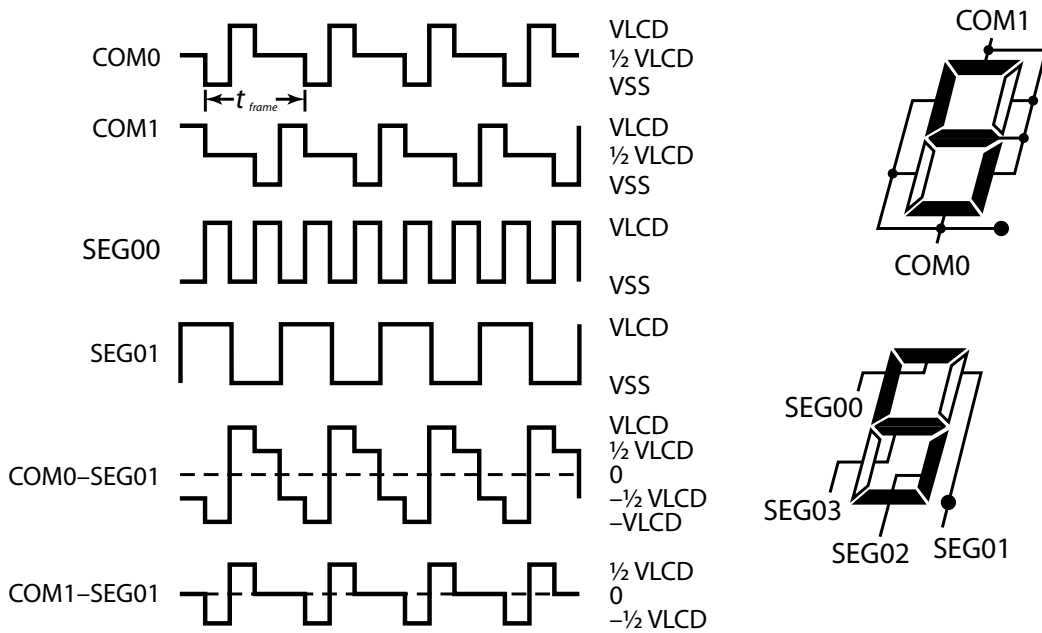 COM0
VLCD
½ VLCD
VSS
t frame
COM1
VLCD
½ VLCD
VSS
SEG00
VLCD
VSS
SEG01
VLCD
VSS
COM0–SEG01
VLCD
½ VLCD
0
–½ VLCD
–VLCD
COM1–SEG01
½ VLCD
0
–½ VLCD
COM1
COM0
SEG00
SEG03
SEG02
SEG01